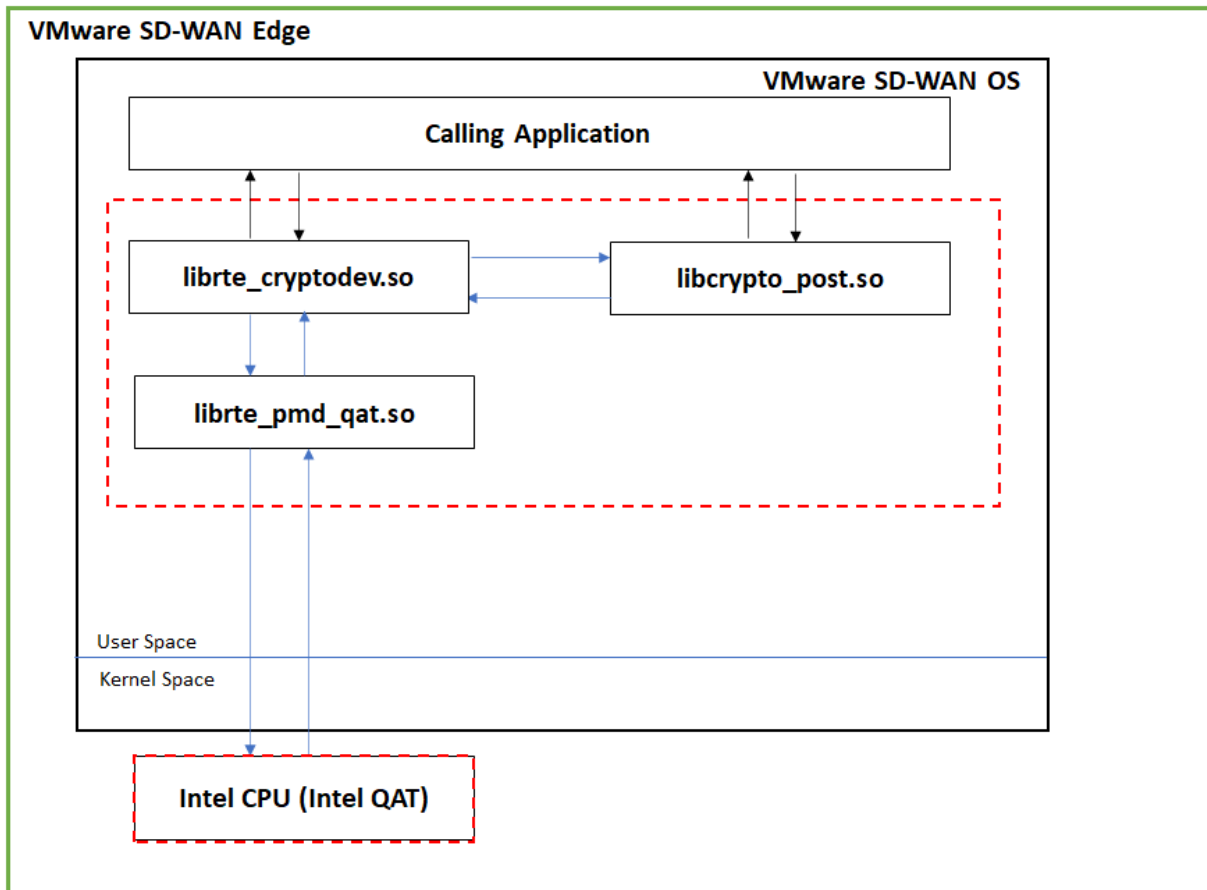 VMware SD-WAN Edge
VMware SD-WAN OS
Calling Application
librte_cryptodev.so
libcrypto_post.so
librte_pmd_qat.so
User Space
Kernel Space
Intel CPU (Intel QAT)